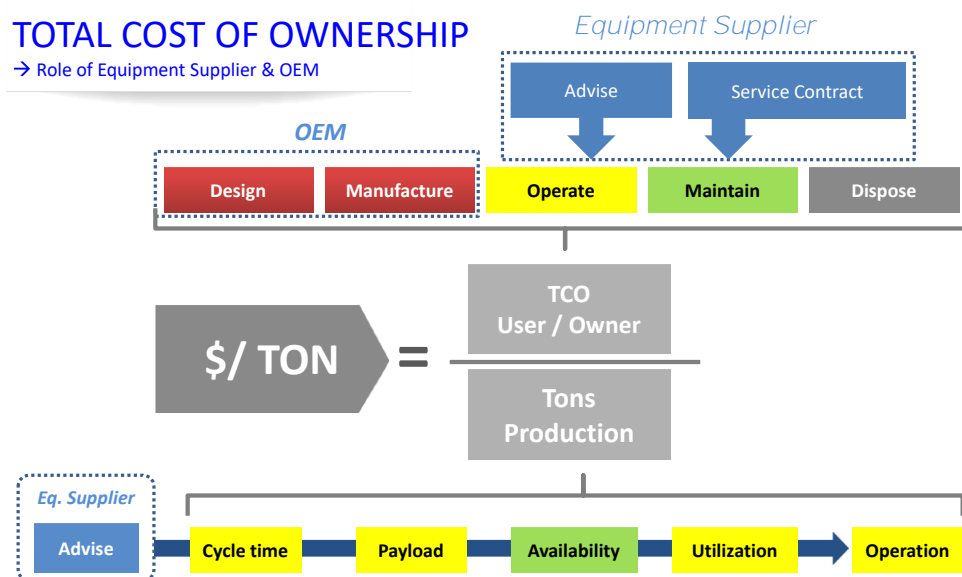 TOTAL COST OF OWNERSHIP
→ Role of Equipment Supplier & OEM
Equipment Supplier
Advise
Service Contract
OEM
Design
Manufacture
Operate
Maintain
Dispose
$/ TON
=
TCO
User / Owner
Tons
Production
Eq. Supplier
Advise
Cycle time
Payload
Availability
Utilization
Operation